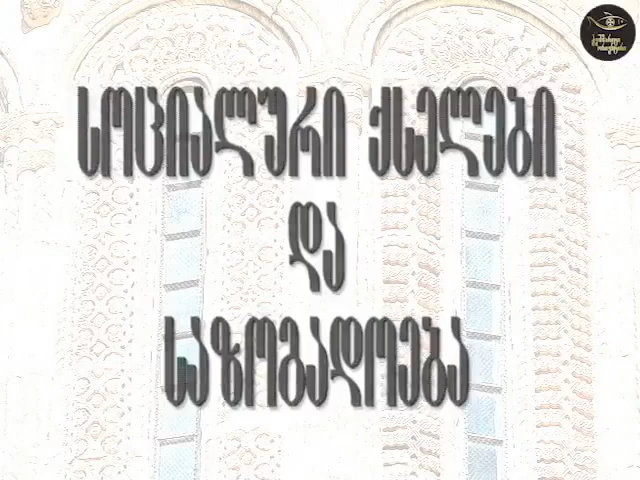 სოციალური ქსელები
და
საზოგადოება